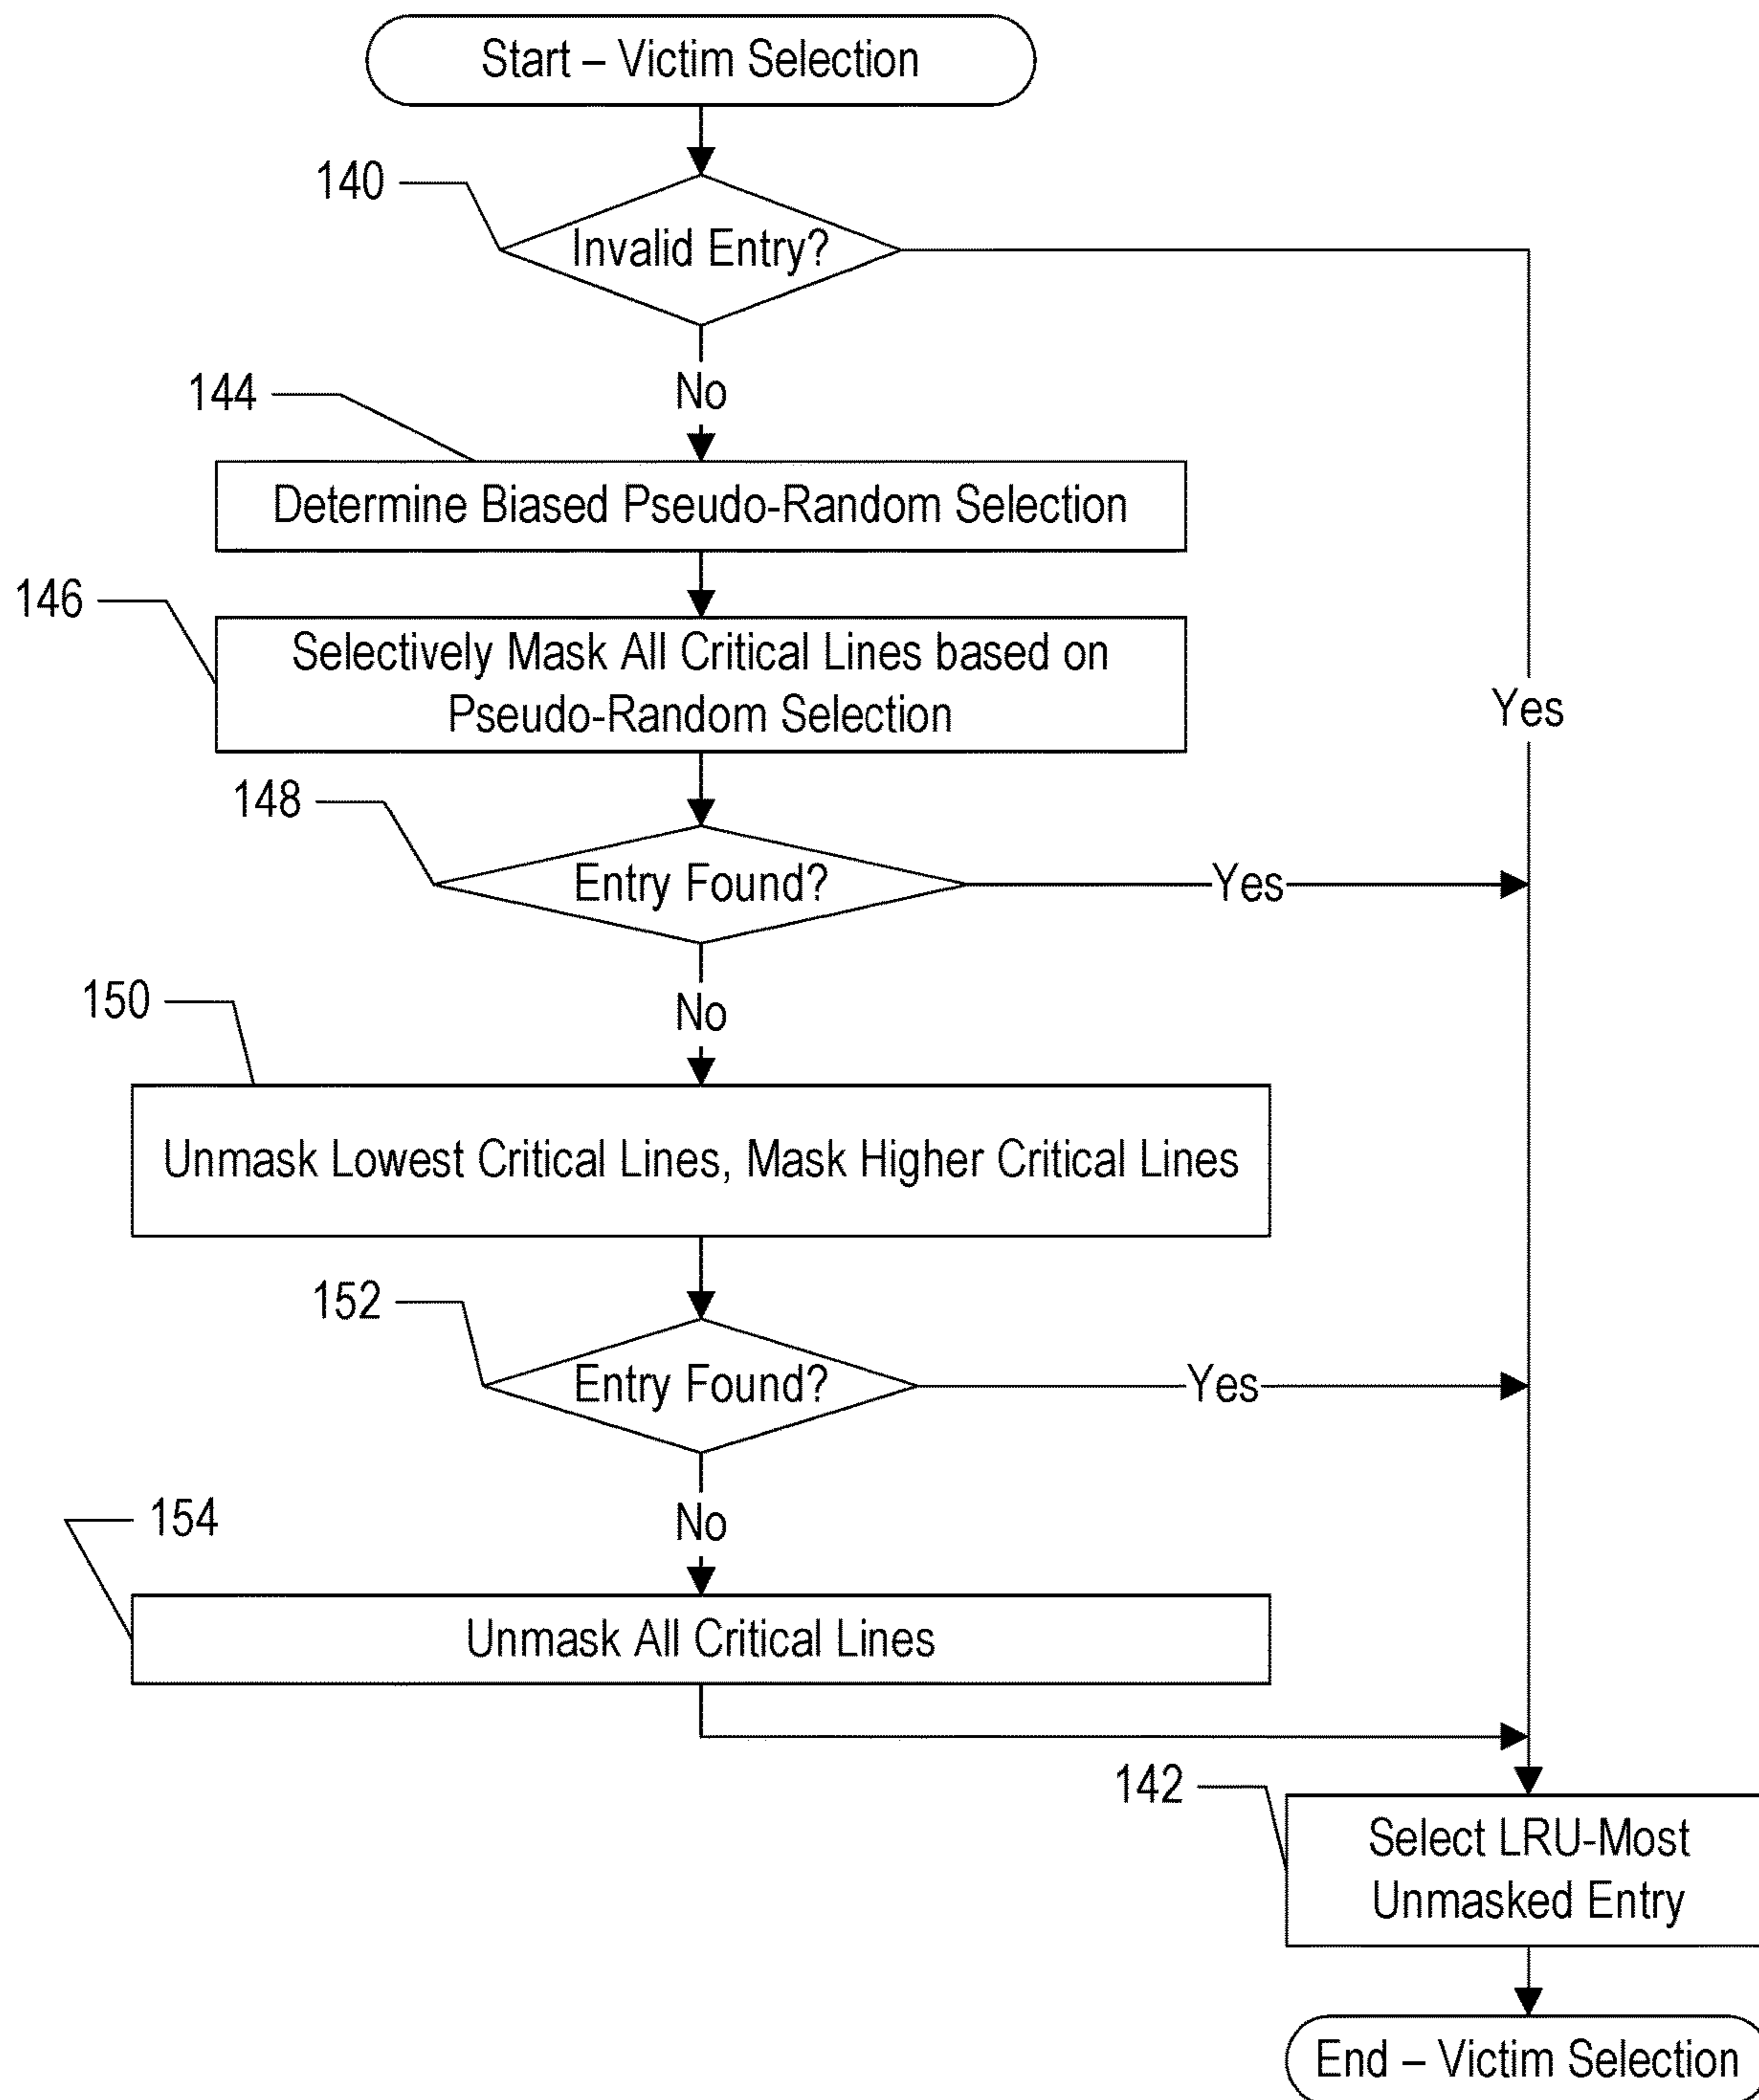 Start – Victim Selection
140
Invalid Entry?
No
144
Determine Biased Pseudo-Random Selection
146
Selectively Mask All Critical Lines based on
Pseudo-Random Selection
Yes
148
Entry Found?
Yes
No
150
Unmask Lowest Critical Lines, Mask Higher Critical Lines
152
Entry Found?
Yes
No
154
Unmask All Critical Lines
142
Select LRU-Most
Unmasked Entry
End – Victim Selection